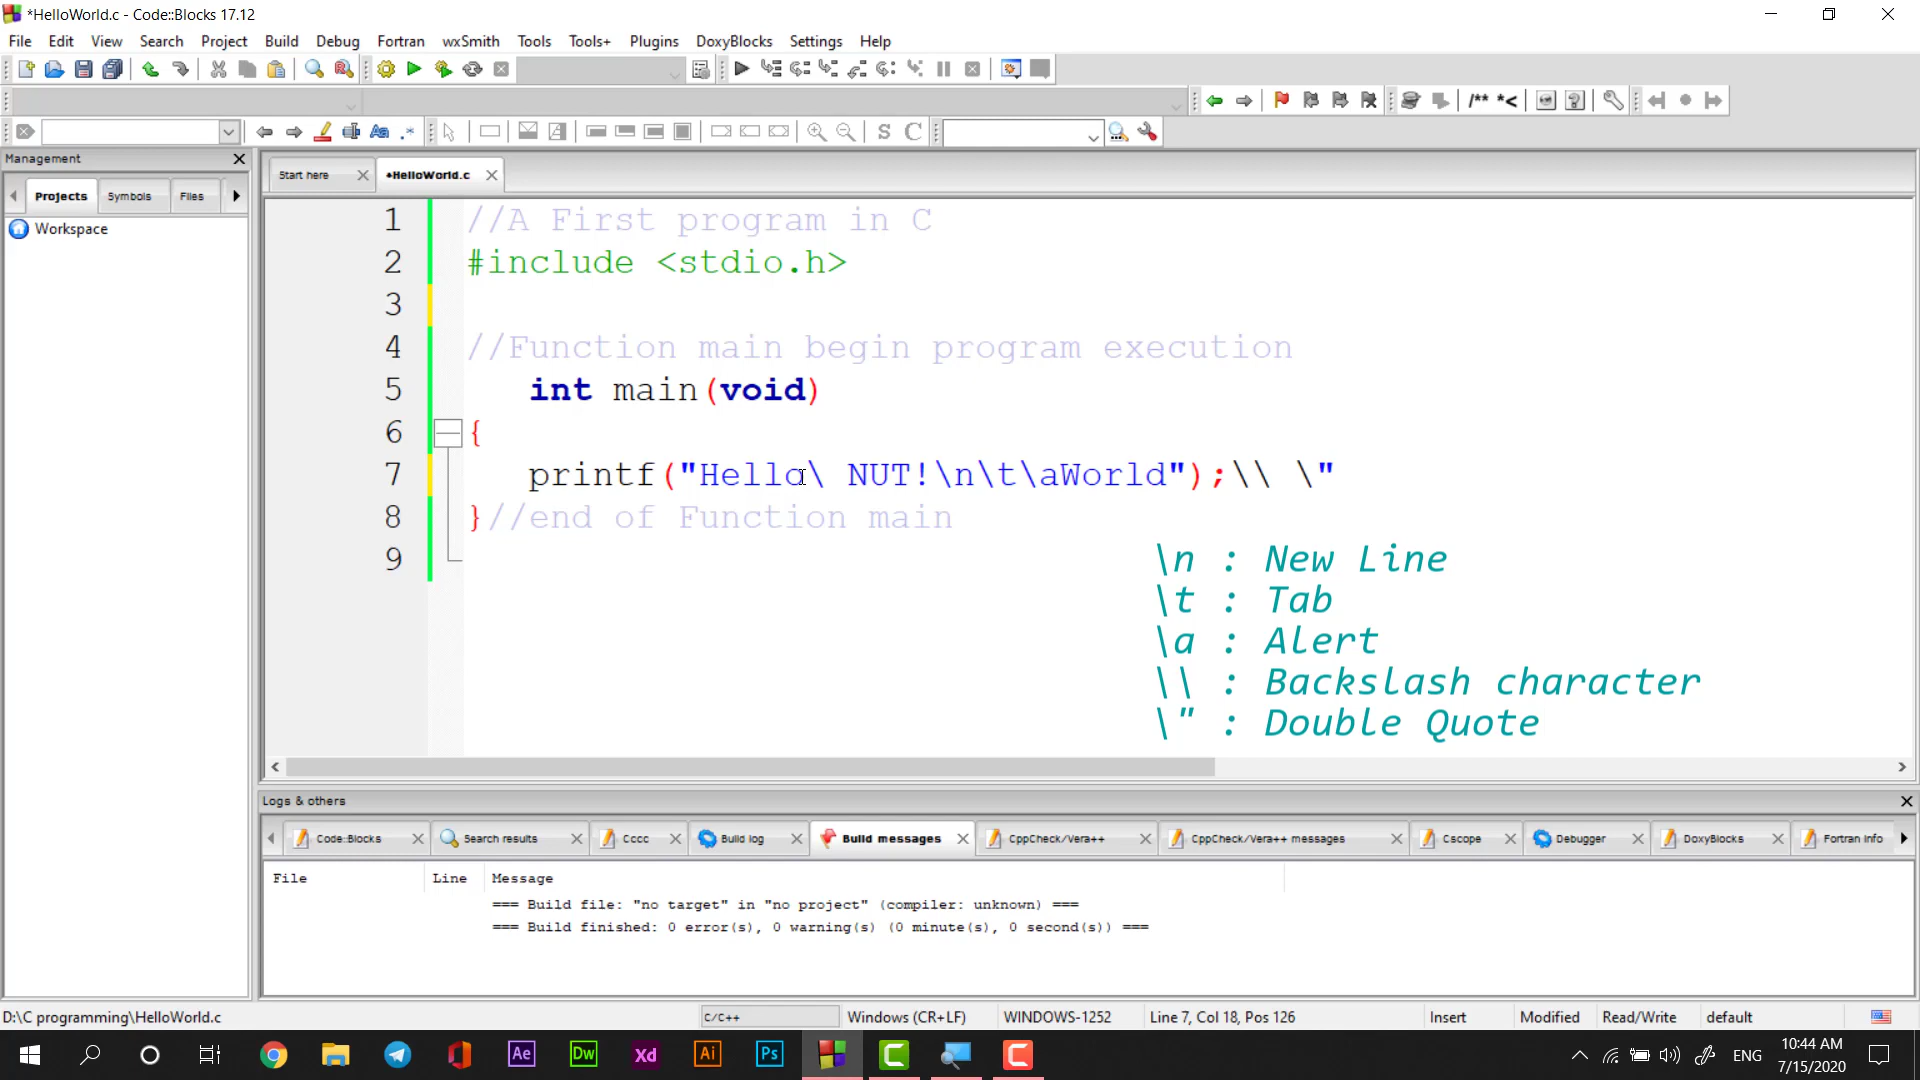 *HelloWorld.c - Code::Blocks 17.12
File Edit View Search Project Build Debug Fortran wxSmith Tools Tools+ Plugins DoxyBlocks Settings Help
/** *<
S C
Management
Projects Symbols Files
Workspace
Start here *HelloWorld.c
1 //A First program in C
2 #include <stdio.h>
3
4 //Function main begin program execution
5 int main(void)
6 {
7 printf("Hello\ NUT!\n\t\aWorld");\\ \"
8 }//end of Function main
9
\n : New Line
\t : Tab
\a : Alert
\\ : Backslash character
\" : Double Quote
Logs & others
Code::Blocks Search results Cccc Build log Build messages CppCheck/Vera++ CppCheck/Vera++ messages Cscope Debugger DoxyBlocks Fortran info
File Line Message
=== Build file: "no target" in "no project" (compiler: unknown) ===
=== Build finished: 0 error(s), 0 warning(s) (0 minute(s), 0 second(s)) ===
D:\C programming\HelloWorld.c C/C++ Windows (CR+LF) WINDOWS-1252 Line 7, Col 18, Pos 126 Insert Modified Read/Write default
Ae Dw Xd Ai Ps ENG
10:44 AM
7/15/2020